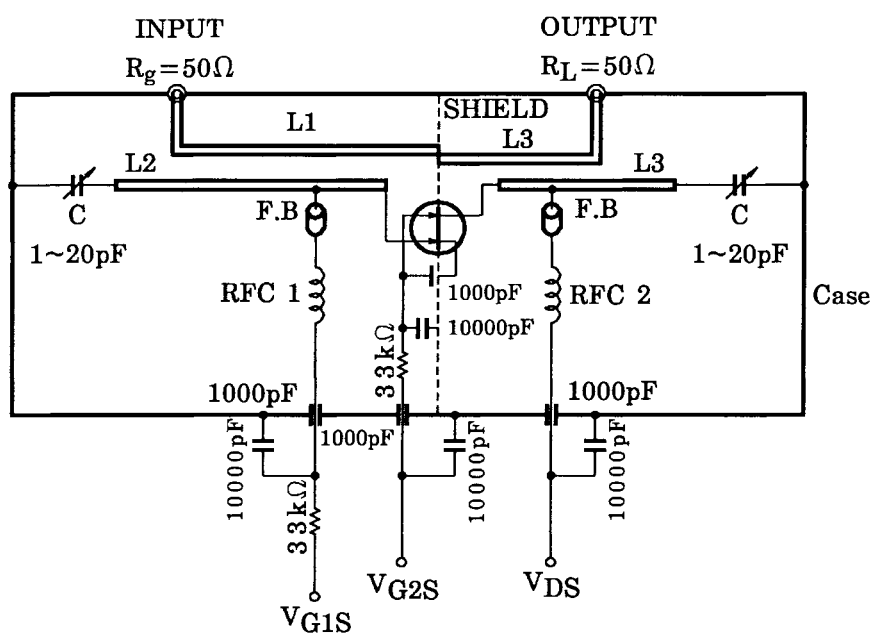 INPUT
Rg=50Ω
OUTPUT
RL=50Ω
SHIELD
L1
L3
L2
L3
C
1~20pF
F.B
F.B
C
1~20pF
RFC 1
1000pF
RFC 2
Case
10000pF
33kΩ
1000pF
1000pF
1000pF
10000pF
10000pF
10000pF
33kΩ
VG1S
VG2S
VDS